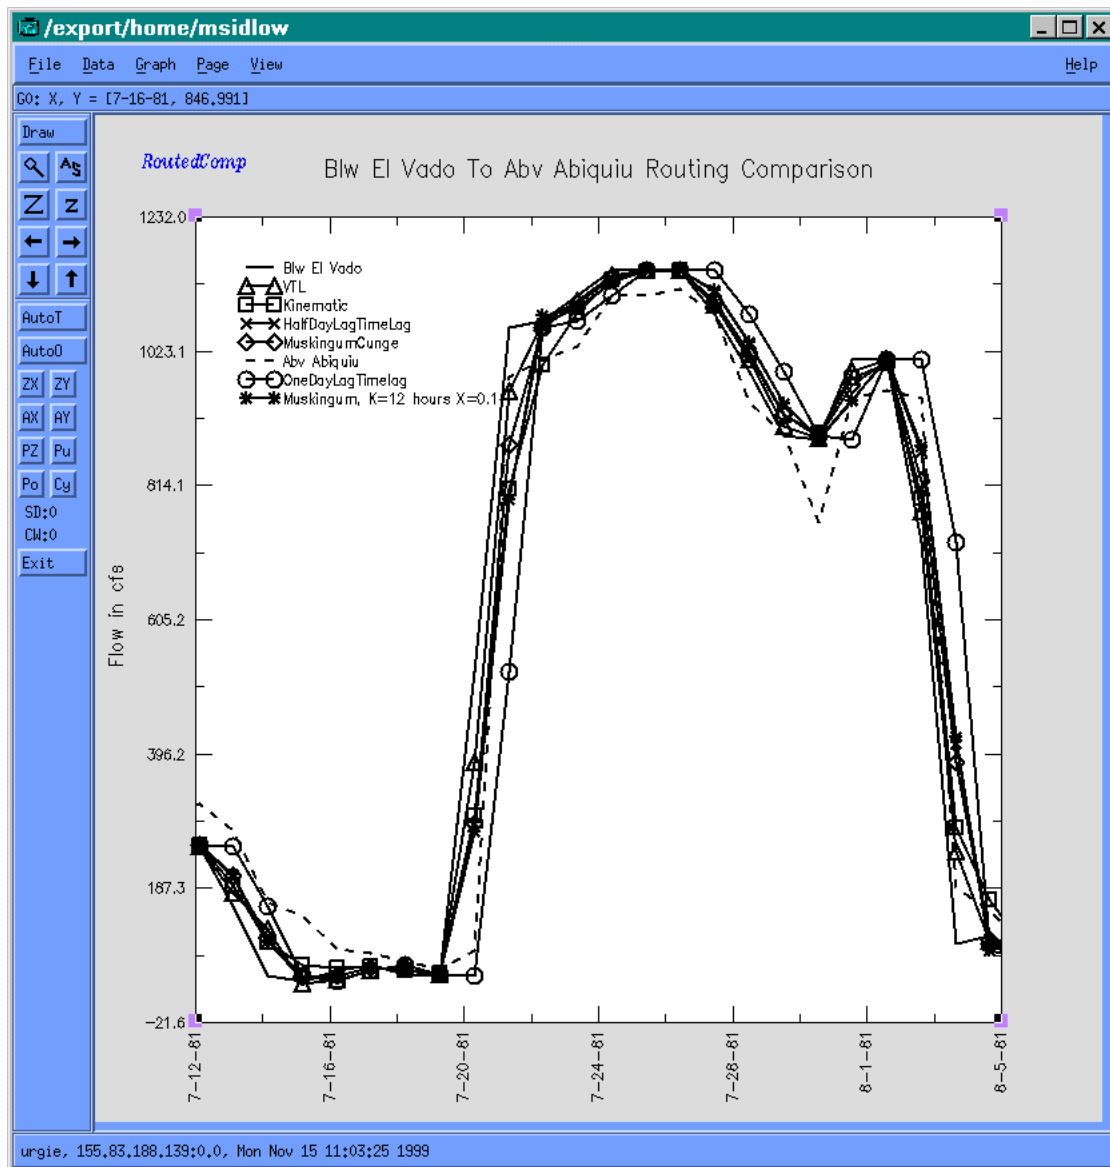 /export/home/msidlow
File Data Graph Page View Help
G0: X, Y = [7-16-81, 846.991]
Draw
A S
Z z
AutoT
AutoO
ZX ZY
AX AY
PZ Pu
Po Cy
SD:0
CW:0
Exit
RoutedComp
Blw El Vado To Abv Abiquiu Routing Comparison
1232.0
1023.1
814.1
605.2
396.2
187.3
-21.6
Flow in cfs
Blw El Vado
VTL
Kinematic
HalfDayLagTimeLag
MuskingumCunge
Abv Abiquiu
OneDayLagTimelag
Muskingum, K=12 hours X=0.1
7-12-81
7-16-81
7-20-81
7-24-81
7-28-81
8-1-81
8-5-81
urgie, 155.83.188.139:0.0, Mon Nov 15 11:03:25 1999